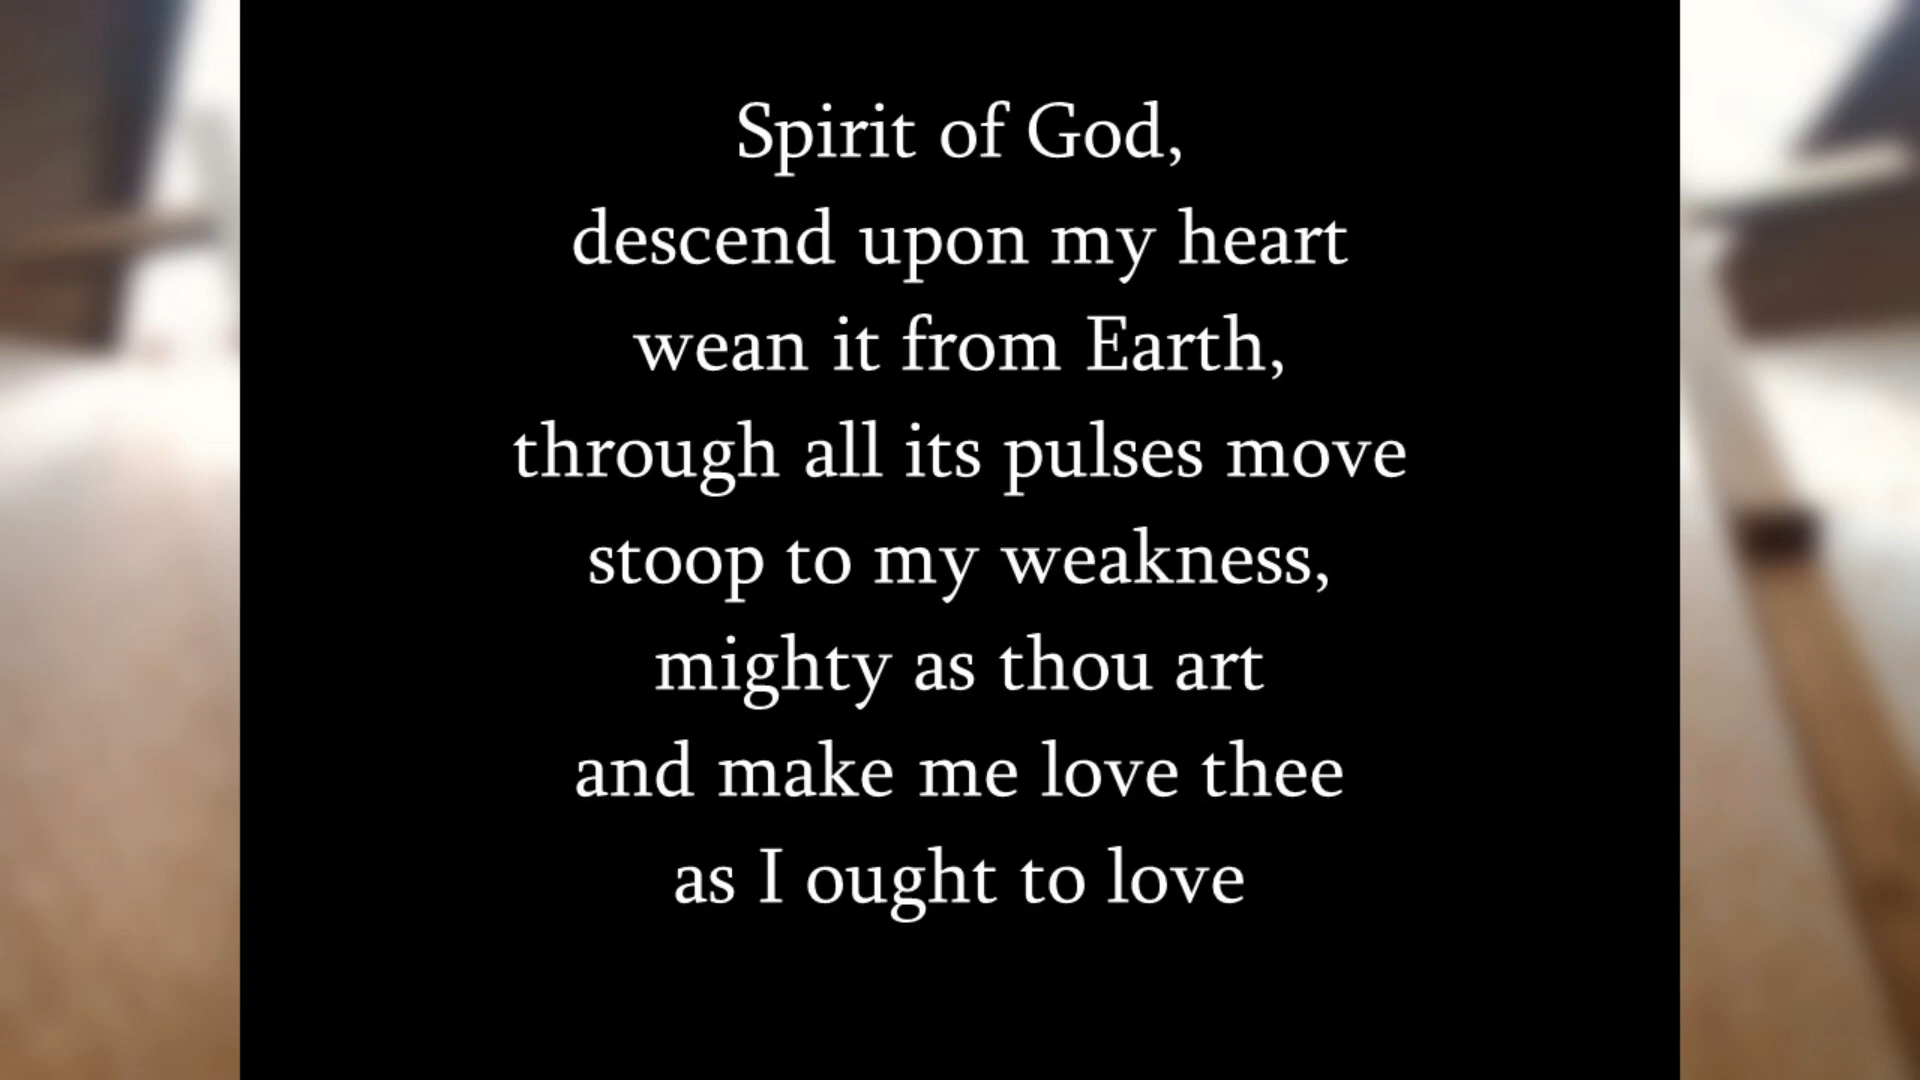 Spirit of God,
descend upon my heart
wean it from Earth,
through all its pulses move
stoop to my weakness,
mighty as thou art
and make me love thee
as I ought to love